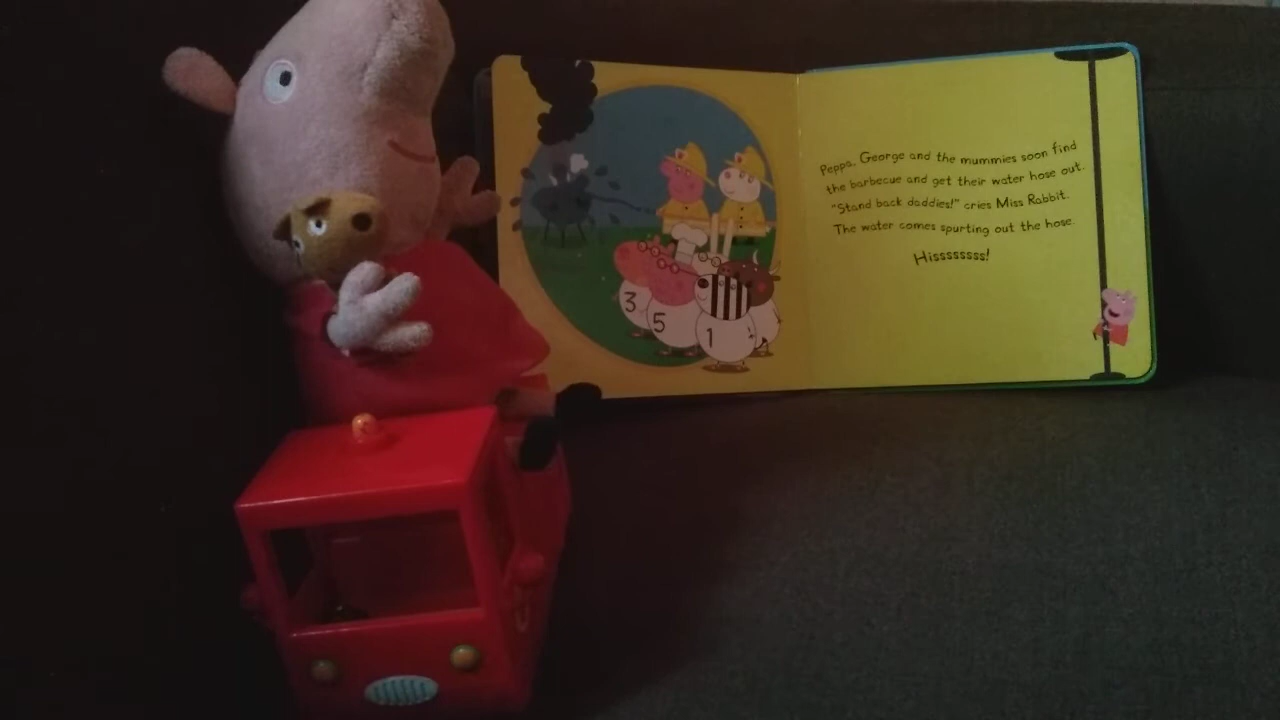 3
5
1
Peppa, George and the mummies soon find
the barbecue and get their water hose out.
"Stand back daddies!" cries Miss Rabbit.
The water comes spurting out the hose.
Hisssssss!